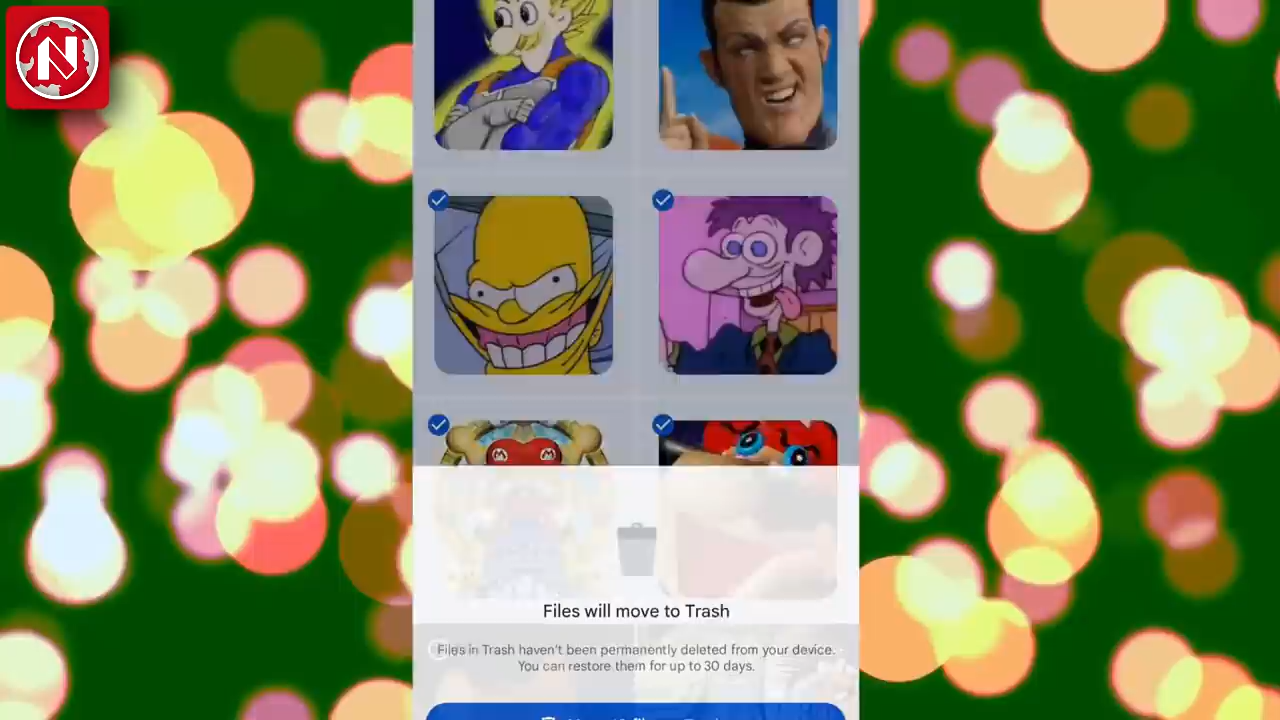 N
M M
Files will move to Trash
Files in Trash haven't been permanently deleted from your device.
You can restore them for up to 30 days.